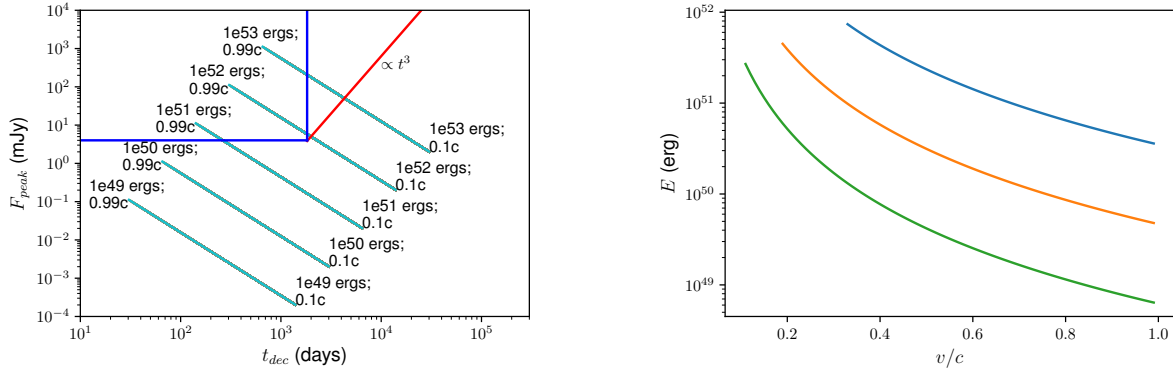 10^4
10^3
10^2
10^1
10^0
10^-1
10^-2
10^-3
10^-4
F_peak (mJy)
1e53 ergs;
0.99c
1e52 ergs;
0.99c
1e51 ergs;
0.99c
1e50 ergs;
0.99c
1e49 ergs;
0.99c
∝ t^3
1e53 ergs;
0.1c
1e52 ergs;
0.1c
1e51 ergs;
0.1c
1e50 ergs;
0.1c
1e49 ergs;
0.1c
10^1 10^2 10^3 10^4 10^5
t_dec (days)
10^52
10^51
10^50
10^49
E (erg)
0.2 0.4 0.6 0.8 1.0
v/c